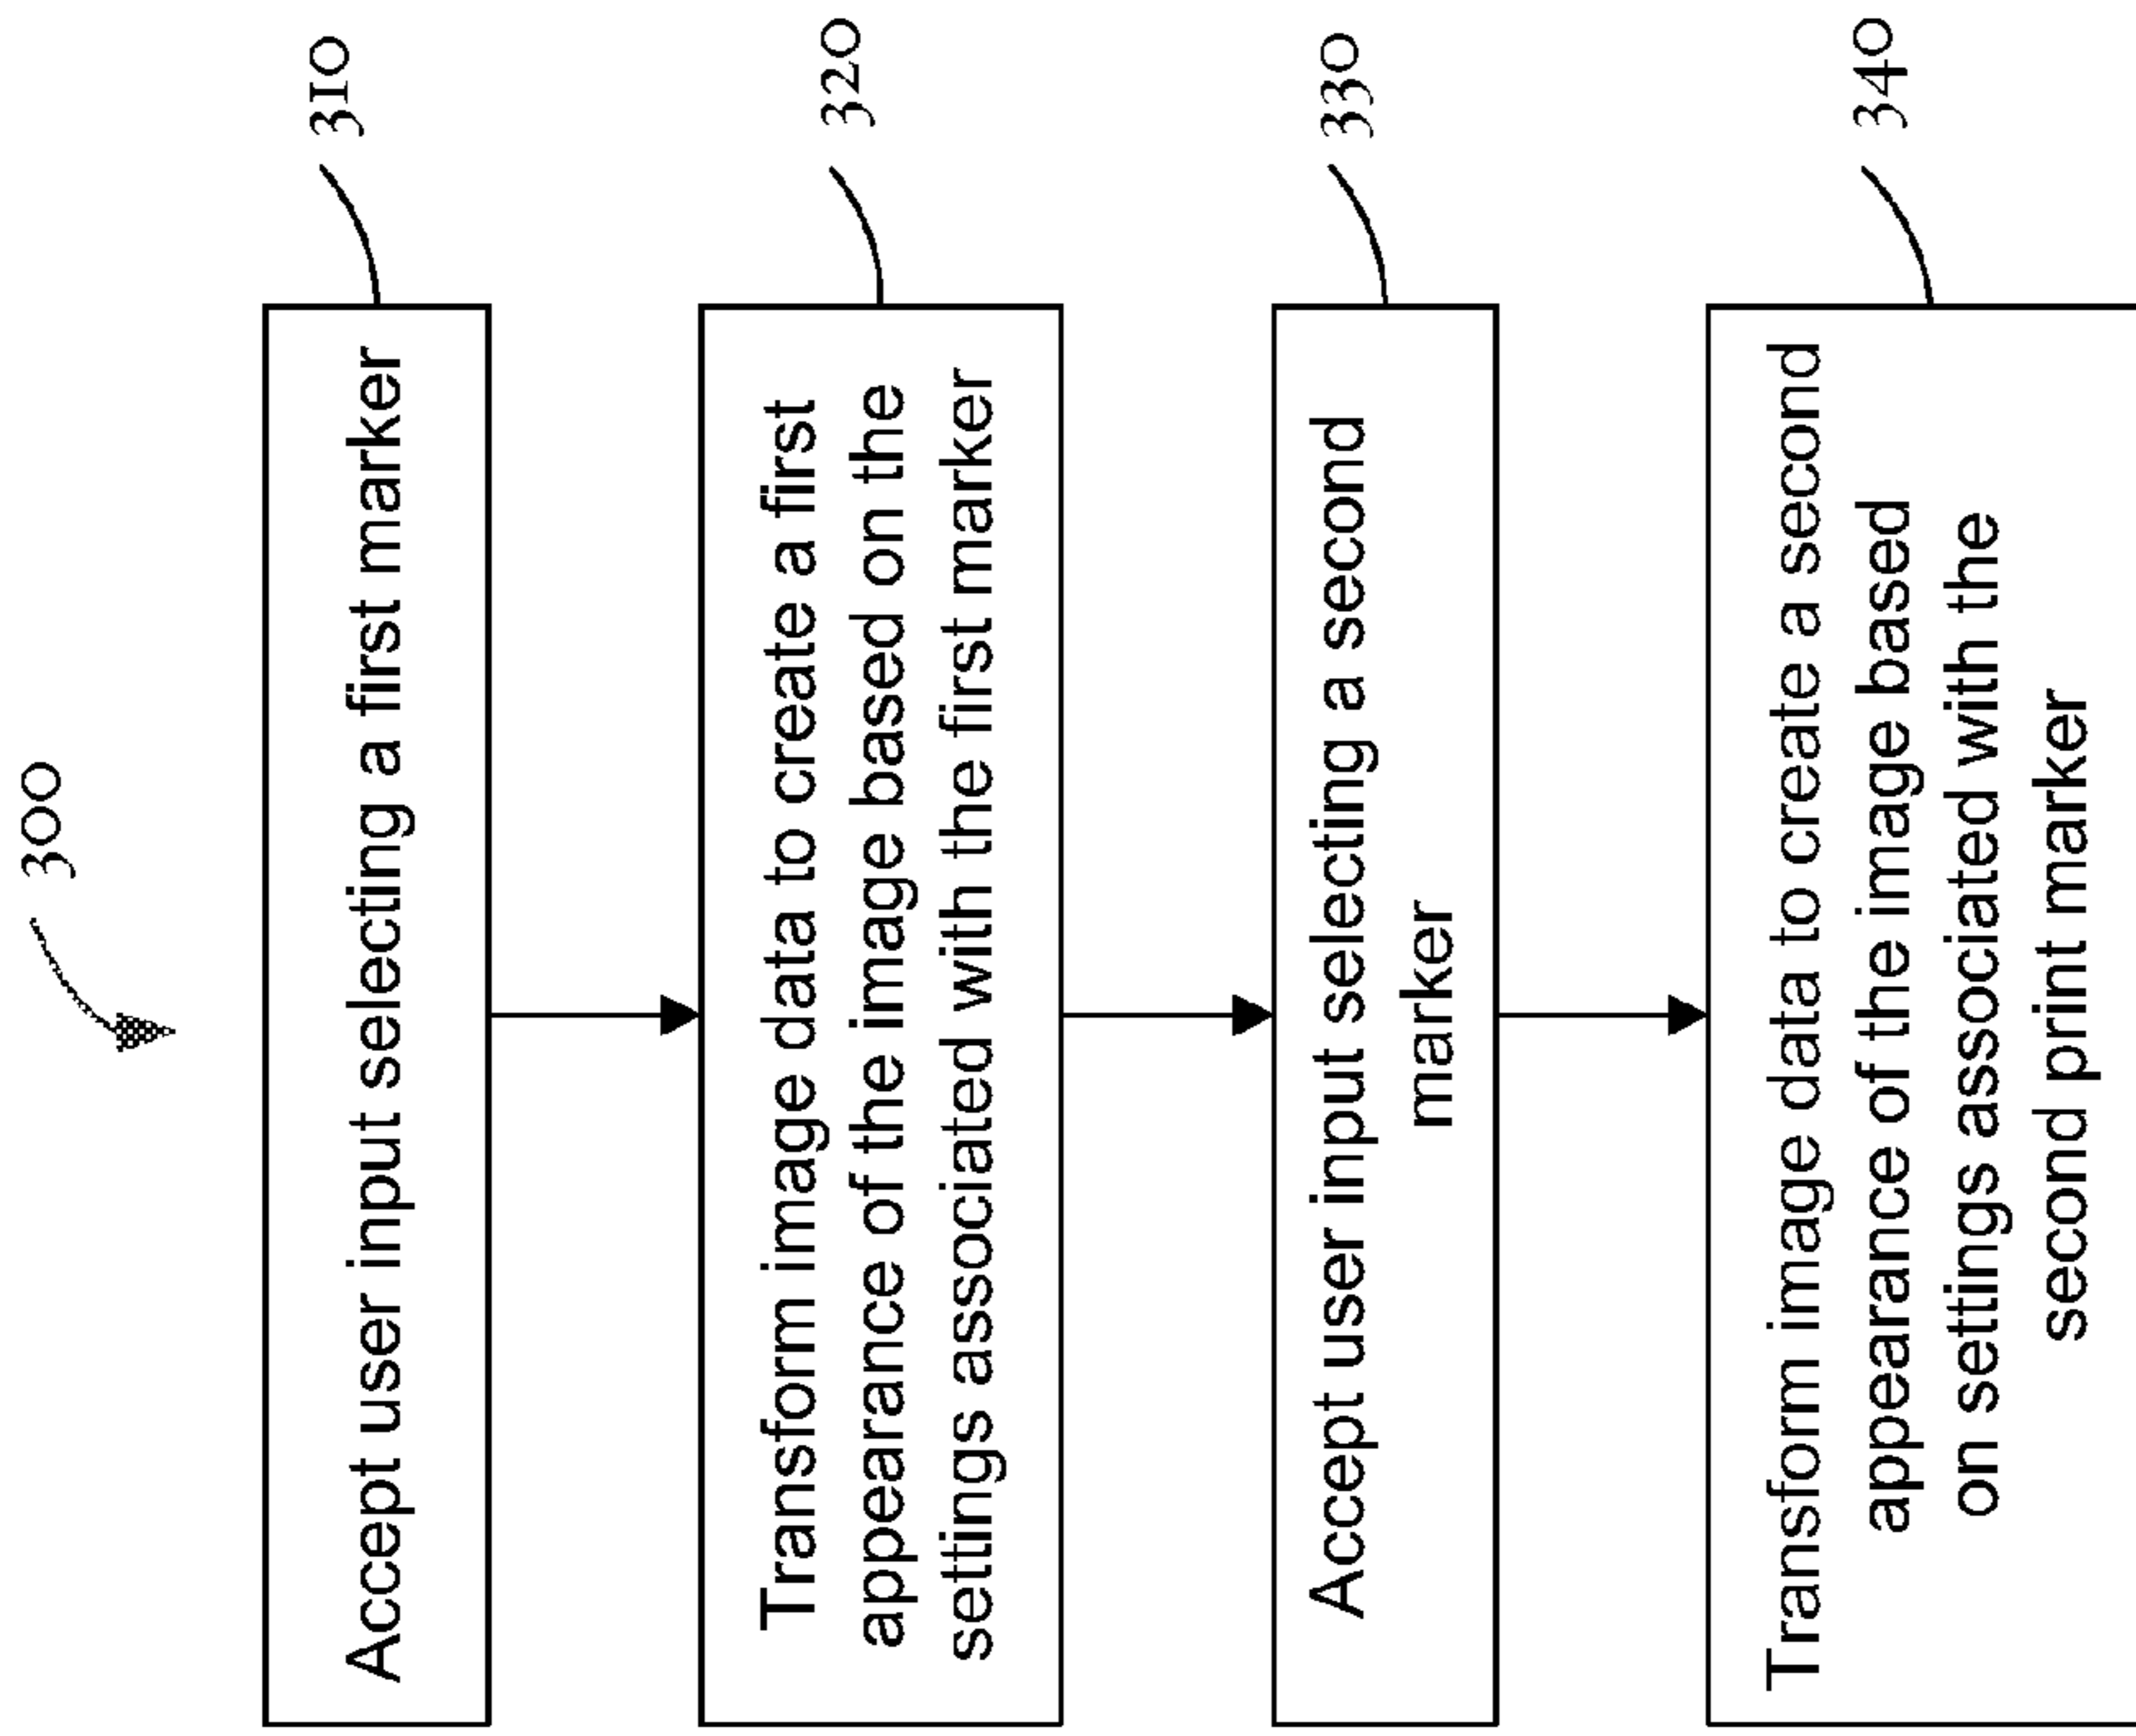 300
Accept user input selecting a first marker
310
Transform image data to create a first
appearance of the image based on the
settings associated with the first marker
320
Accept user input selecting a second
marker
330
Transform image data to create a second
appearance of the image based
on settings associated with the
second print marker
340